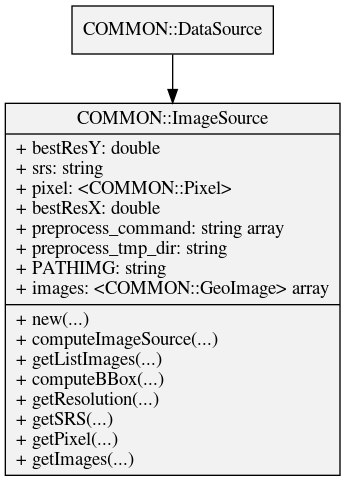 COMMON::DataSource
COMMON::ImageSource
+ bestResY: double
+ srs: string
+ pixel: <COMMON::Pixel>
+ bestResX: double
+ preprocess_command: string array
+ preprocess_tmp_dir: string
+ PATHIMG: string
+ images: <COMMON::GeoImage> array
+ new(...)
+ computeImageSource(...)
+ getListImages(...)
+ computeBBox(...)
+ getResolution(...)
+ getSRS(...)
+ getPixel(...)
+ getImages(...)